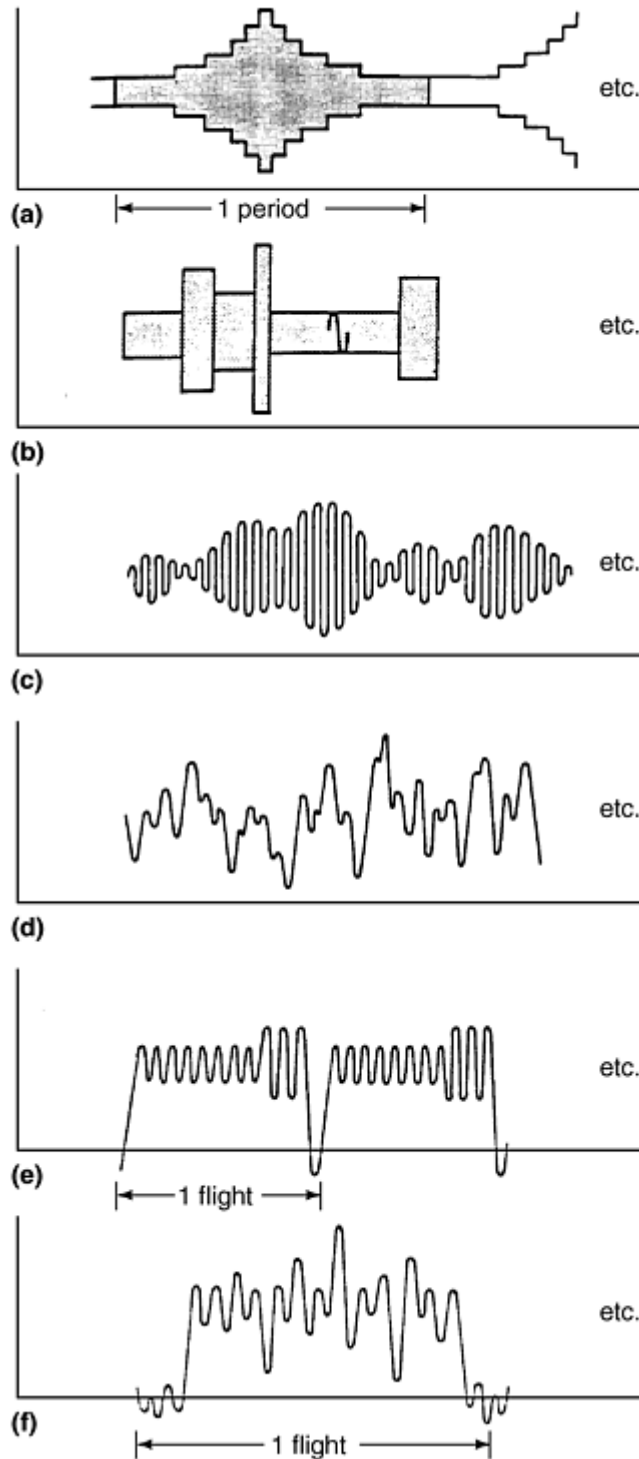 etc.
(a)
1 period
etc.
(b)
etc.
(c)
etc.
(d)
etc.
(e)
1 flight
etc.
(f)
1 flight